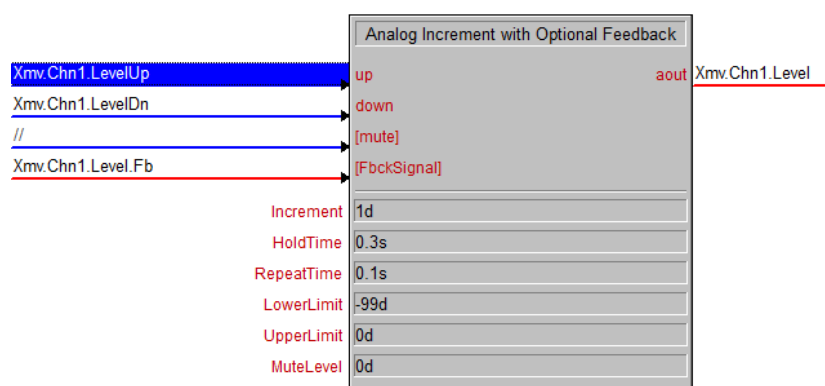 Analog Increment with Optional Feedback
Xmv.Chn1.LevelUp up aout Xmv.Chn1.Level
Xmv.Chn1.LevelDn down
// [mute]
Xmv.Chn1.Level.Fb [FbckSignal]
Increment 1d
HoldTime 0.3s
RepeatTime 0.1s
LowerLimit -99d
UpperLimit 0d
MuteLevel 0d